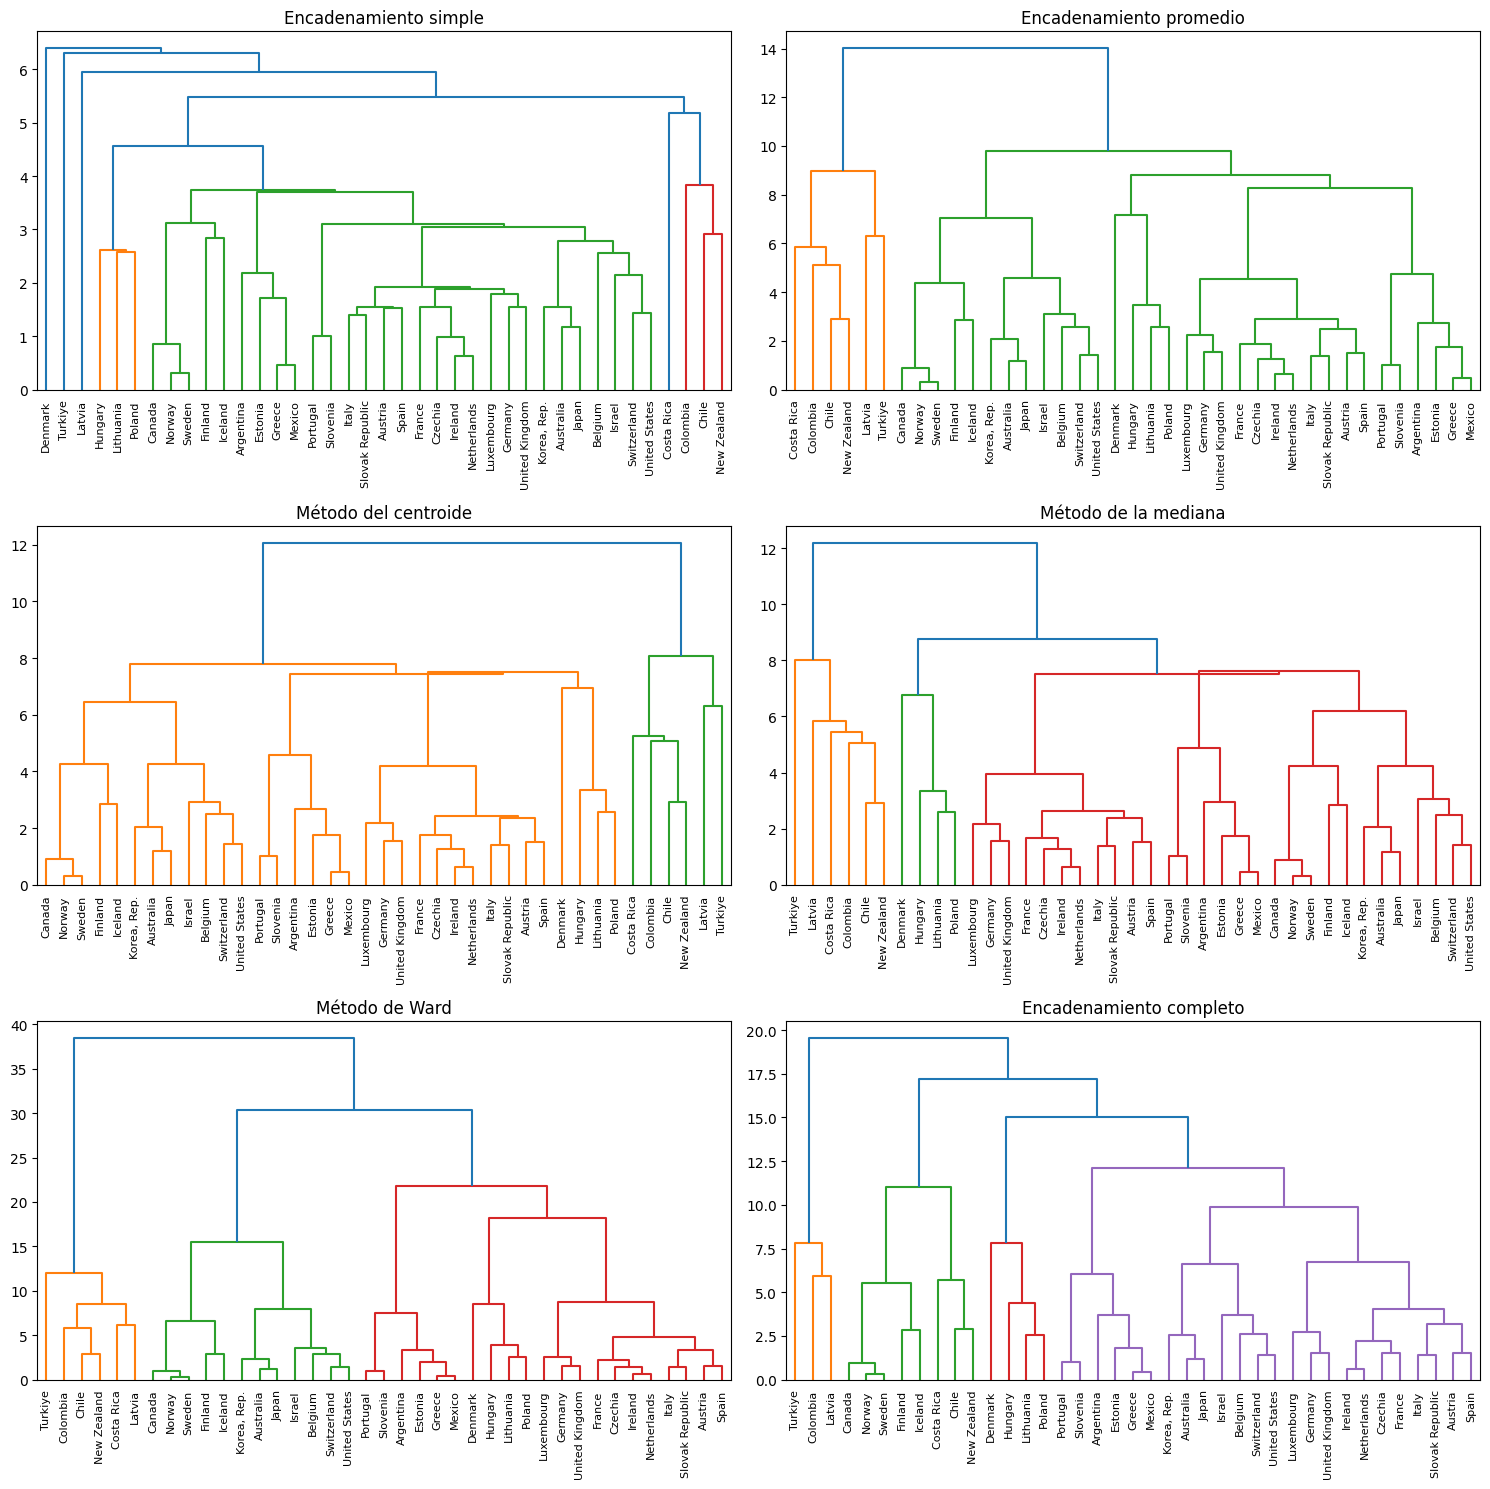 Encadenamiento simple
6
5
4
3
2
1
0
Denmark
Turkiye
Latvia
Hungary
Lithuania
Poland
Canada
Norway
Sweden
Finland
Iceland
Argentina
Estonia
Greece
Mexico
Portugal
Slovenia
Italy
Slovak Republic
Austria
Spain
France
Czechia
Ireland
Netherlands
Luxembourg
Germany
United Kingdom
Korea, Rep.
Australia
Japan
Belgium
Israel
Switzerland
United States
Costa Rica
Colombia
Chile
New Zealand
Encadenamiento promedio
14
12
10
8
6
4
2
0
Costa Rica
Colombia
Chile
New Zealand
Latvia
Turkiye
Canada
Norway
Sweden
Finland
Iceland
Korea, Rep.
Australia
Japan
Israel
Belgium
Switzerland
United States
Denmark
Hungary
Lithuania
Poland
Luxembourg
Germany
United Kingdom
France
Czechia
Ireland
Netherlands
Italy
Slovak Republic
Austria
Spain
Portugal
Slovenia
Argentina
Estonia
Greece
Mexico
Método del centroide
12
10
8
6
4
2
0
Canada
Norway
Sweden
Finland
Iceland
Korea, Rep.
Australia
Japan
Israel
Belgium
Switzerland
United States
Portugal
Slovenia
Argentina
Estonia
Greece
Mexico
Luxembourg
Germany
United Kingdom
France
Czechia
Ireland
Netherlands
Italy
Slovak Republic
Austria
Spain
Denmark
Hungary
Lithuania
Poland
Costa Rica
Colombia
Chile
New Zealand
Latvia
Turkiye
Método de la mediana
12
10
8
6
4
2
0
Turkiye
Latvia
Costa Rica
Colombia
Chile
New Zealand
Denmark
Hungary
Lithuania
Poland
Luxembourg
Germany
United Kingdom
France
Czechia
Ireland
Netherlands
Italy
Slovak Republic
Austria
Spain
Portugal
Slovenia
Argentina
Estonia
Greece
Mexico
Canada
Norway
Sweden
Finland
Iceland
Korea, Rep.
Australia
Japan
Israel
Belgium
Switzerland
United States
Método de Ward
40
35
30
25
20
15
10
5
0
Turkiye
Colombia
Chile
New Zealand
Costa Rica
Latvia
Canada
Norway
Sweden
Finland
Iceland
Korea, Rep.
Australia
Japan
Israel
Belgium
Switzerland
United States
Portugal
Slovenia
Argentina
Estonia
Greece
Mexico
Denmark
Hungary
Lithuania
Poland
Luxembourg
Germany
United Kingdom
France
Czechia
Ireland
Netherlands
Italy
Slovak Republic
Austria
Spain
Encadenamiento completo
20.0
17.5
15.0
12.5
10.0
7.5
5.0
2.5
0.0
Turkiye
Colombia
Latvia
Canada
Norway
Sweden
Finland
Iceland
Costa Rica
Chile
New Zealand
Denmark
Hungary
Lithuania
Poland
Portugal
Slovenia
Argentina
Estonia
Greece
Mexico
Korea, Rep.
Australia
Japan
Israel
Belgium
Switzerland
United States
Luxembourg
Germany
United Kingdom
Ireland
Netherlands
Czechia
France
Italy
Slovak Republic
Austria
Spain